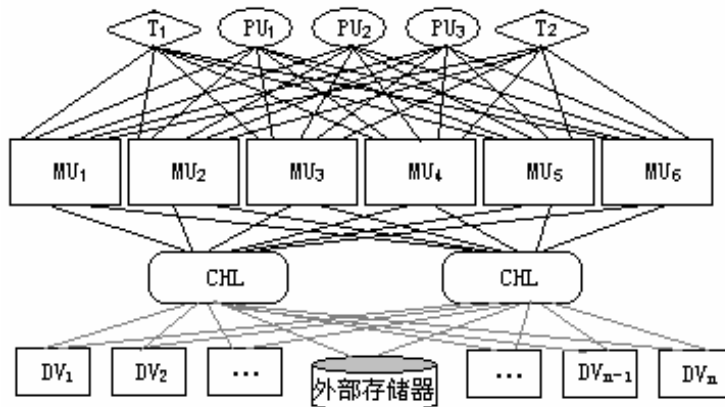 T₁ PU₁ PU₂ PU₃ T₂
MU₁ MU₂ MU₃ MU₄ MU₅ MU₆
CHL CHL
DV₁ DV₂ ... 外部存储器 ... DVₙ₋₁ DVₙ